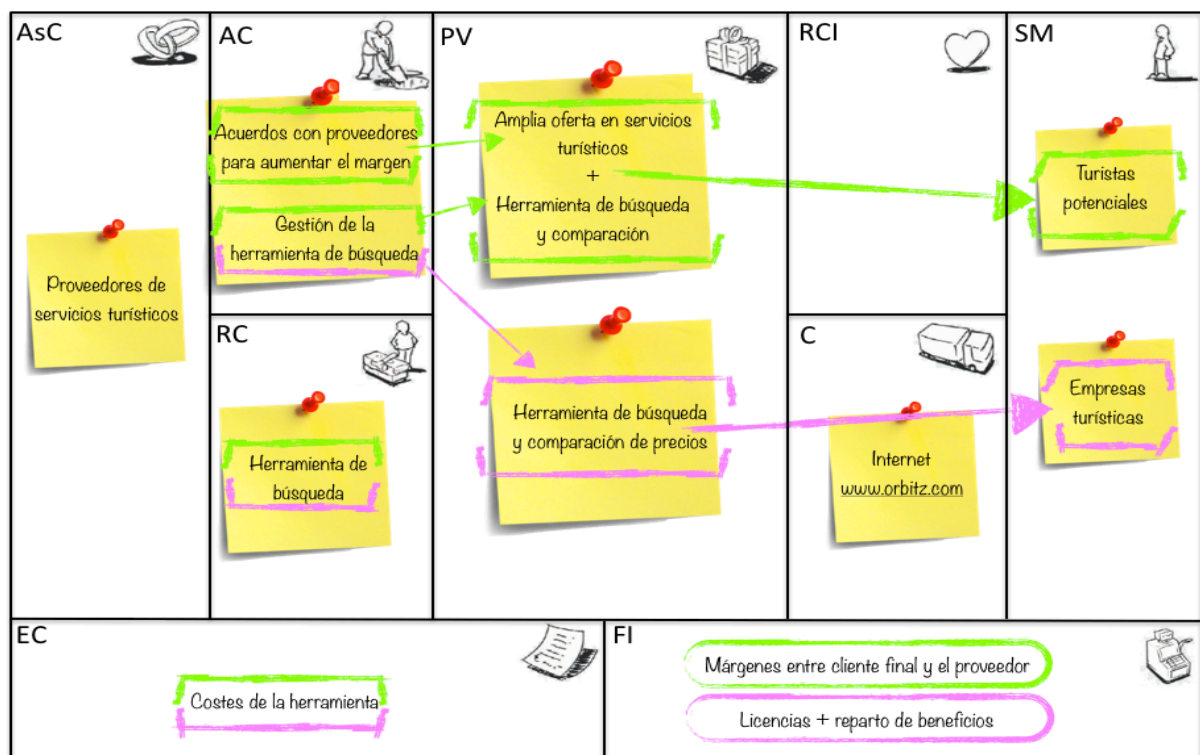 AsC
Proveedores de
servicios turísticos
AC
Acuerdos con proveedores
para aumentar el margen
Gestión de la
herramienta de búsqueda
RC
Herramienta de
búsqueda
PV
Amplia oferta en servicios
turísticos
+
Herramienta de búsqueda
y comparación
Herramienta de búsqueda
y comparación de precios
RCI
C
Internet
www.orbitz.com
SM
Turistas
potenciales
Empresas
turísticas
EC
Costes de la herramienta
FI
Márgenes entre cliente final y el proveedor
Licencias + reparto de beneficios